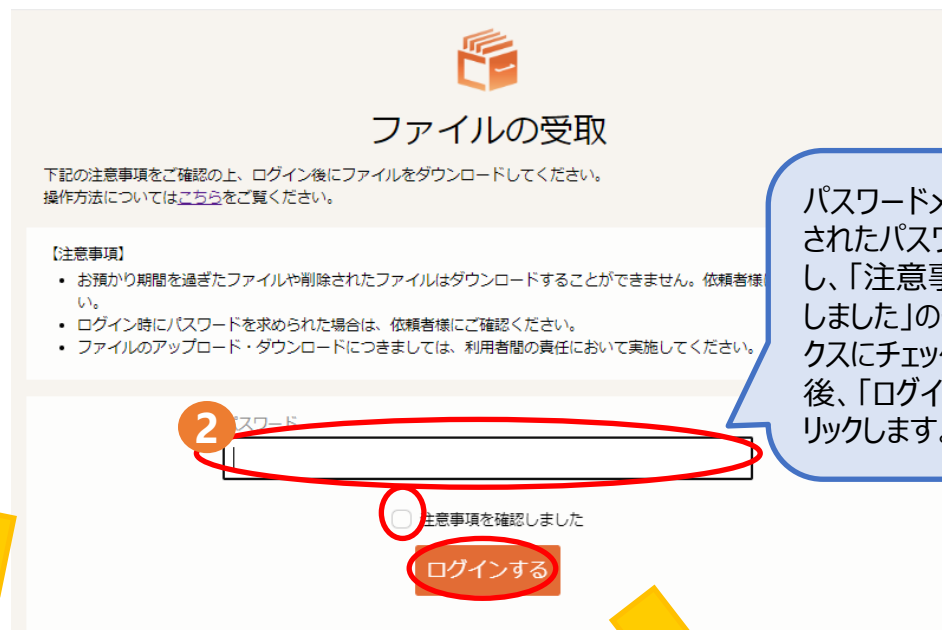 ファイルの受取
下記の注意事項をご確認の上、ログイン後にファイルをダウンロードしてください。
操作方法についてはこちらをご覧ください。
【注意事項】
• お預かり期間を過ぎたファイルや削除されたファイルはダウンロードすることができません。依頼者様
い。
• ログイン時にパスワードを求められた場合は、依頼者様にご確認ください。
• ファイルのアップロード・ダウンロードにつきましては、利用者間の責任において実施してください。
パスワード
されたパス
し、「注意
しました」の
クスにチェッ
後、「ログイ
リックします。
2
スワード
注意事項を確認しました
ログインする